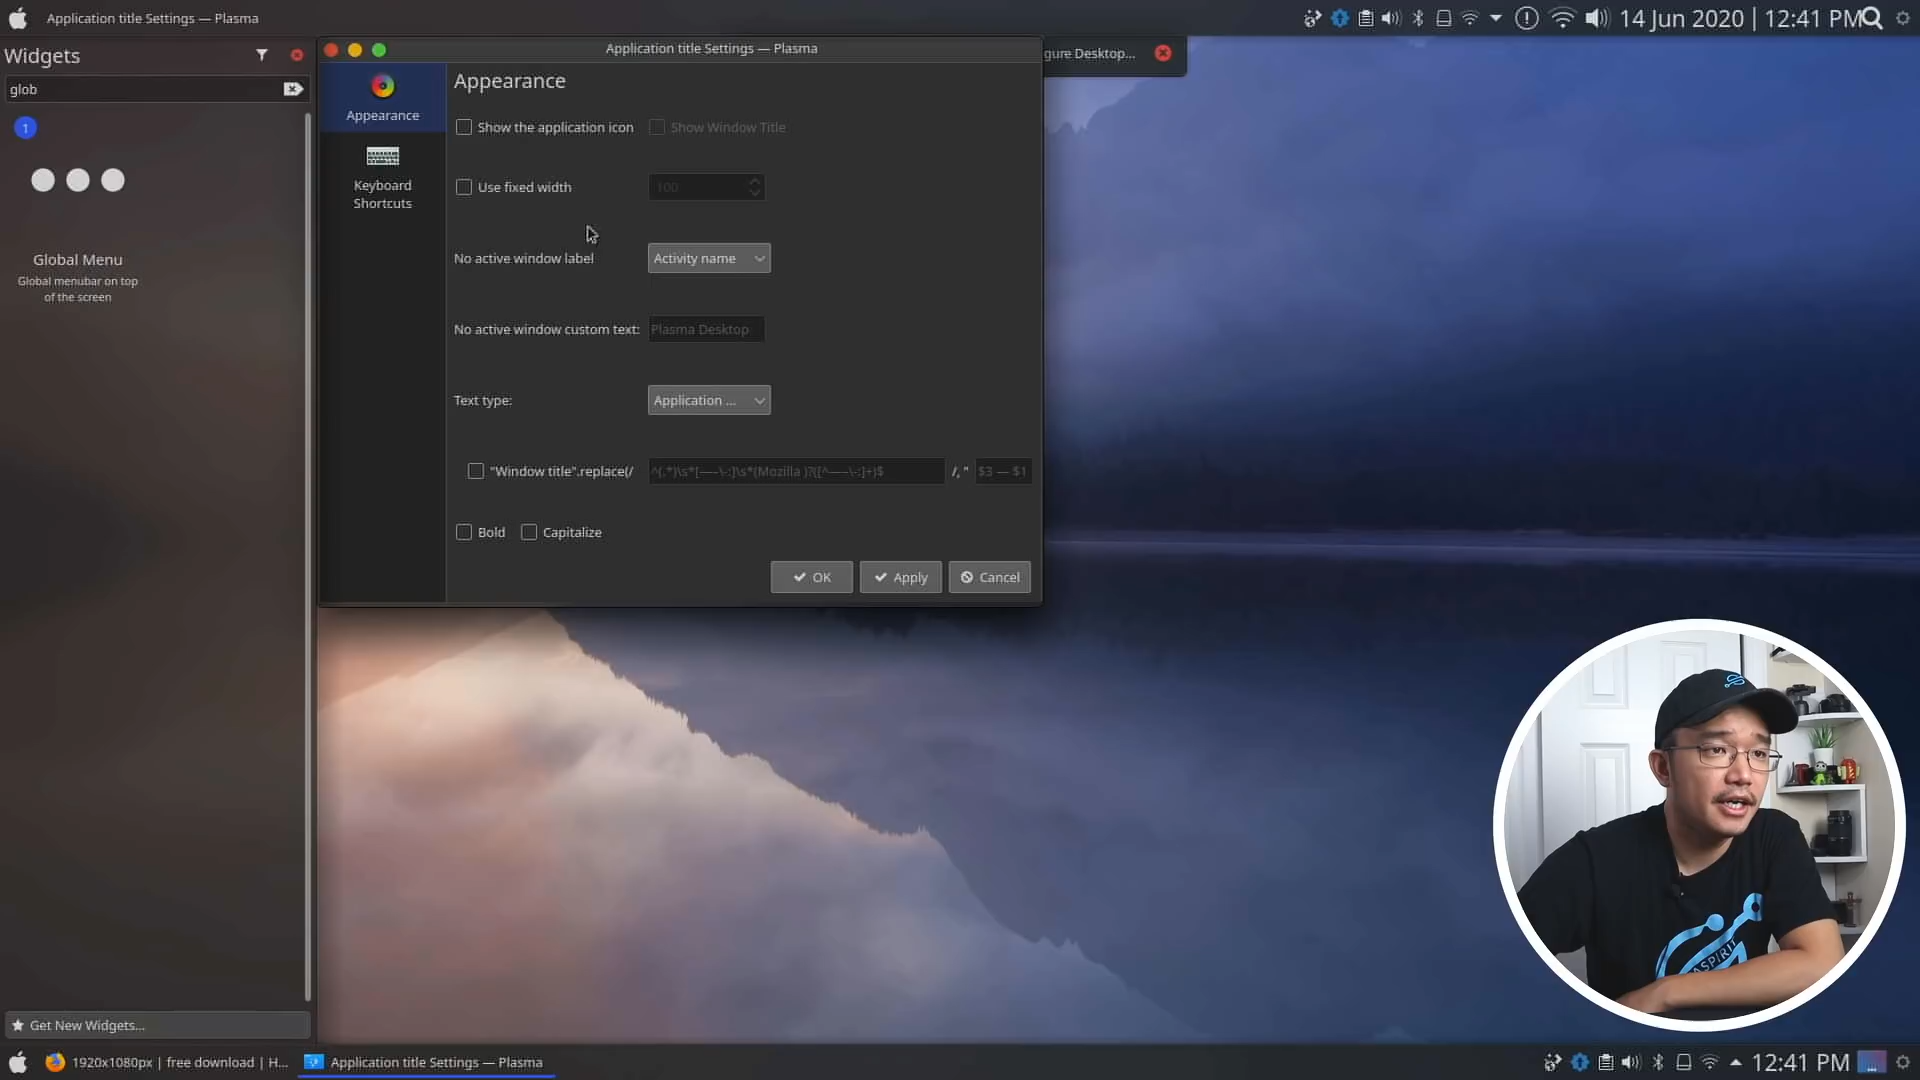 Application title Settings — Plasma
14 Jun 2020 | 12:41 PM
Widgets
glob
1
Global Menu
Global menubar on top
of the screen
Get New Widgets...
Application title Settings — Plasma
gure Desktop...
Appearance
Keyboard
Shortcuts
Appearance
Show the application icon
Show Window Title
Use fixed width
100
No active window label
Activity name
No active window custom text:
Plasma Desktop
Text type:
Application ...
"Window title".replace(/
^(.*)\s*[—–\-:]\s*(Mozilla )?([^—–\-:]+)$
/, "
$3 — $1
Bold
Capitalize
OK
Apply
Cancel
1920x1080px | free download | H...
Application title Settings — Plasma
12:41 PM